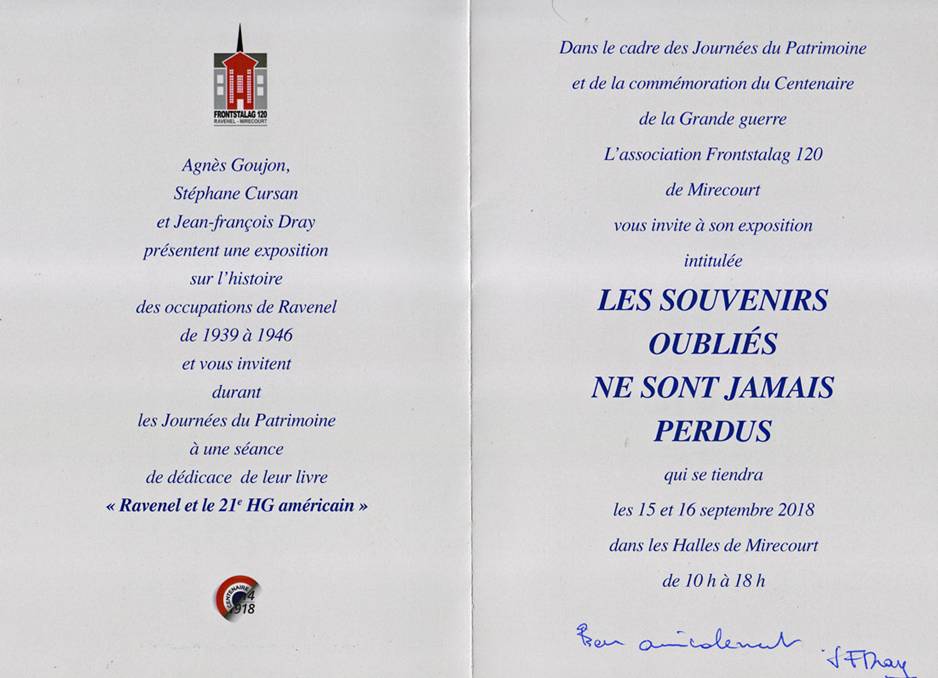 FRONTSTALAG 120
RAVENEL - MIRECOURT
Agnès Goujon,
Stéphane Cursan
et Jean-françois Dray
présentent une exposition
sur l'histoire
des occupations de Ravenel
de 1939 à 1946
et vous invitent
durant
les Journées du Patrimoine
à une séance
de dédicace de leur livre
« Ravenel et le 21e HG américain »
CENTENAIRE
14
1918
Dans le cadre des Journées du Patrimoine
et de la commémoration du Centenaire
de la Grande guerre
L'association Frontstalag 120
de Mirecourt
vous invite à son exposition
intitulée
LES SOUVENIRS
OUBLIÉS
NE SONT JAMAIS
PERDUS
qui se tiendra
les 15 et 16 septembre 2018
dans les Halles de Mirecourt
de 10 h à 18 h
Bien amicalement
JFDray